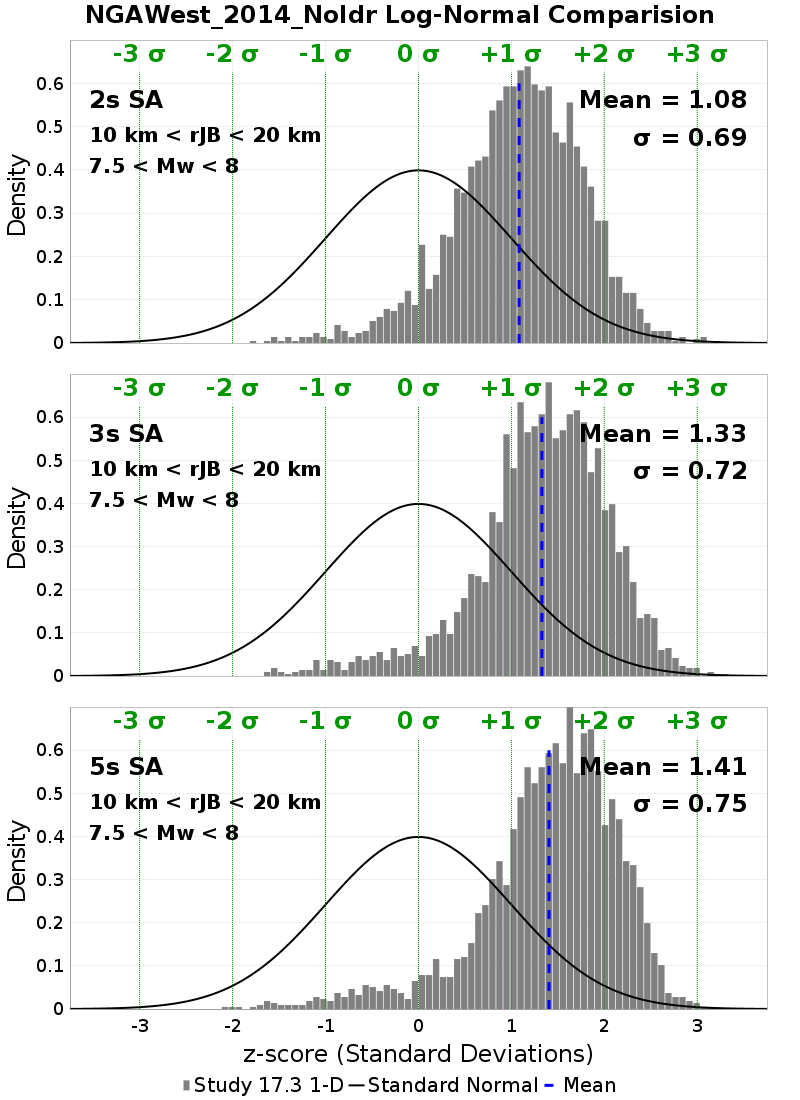 NGAWest_2014_NoIdr Log-Normal Comparision
-3 σ -2 σ -1 σ 0 σ +1 σ +2 σ +3 σ
2s SA
Mean = 1.08
10 km < rJB < 20 km
σ = 0.69
7.5 < Mw < 8
0.6
0.5
0.4
0.3
0.2
0.1
0
Density
-3 σ -2 σ -1 σ 0 σ +1 σ +2 σ +3 σ
3s SA
Mean = 1.33
10 km < rJB < 20 km
σ = 0.72
7.5 < Mw < 8
0.6
0.5
0.4
0.3
0.2
0.1
0
Density
-3 σ -2 σ -1 σ 0 σ +1 σ +2 σ +3 σ
5s SA
Mean = 1.41
10 km < rJB < 20 km
σ = 0.75
7.5 < Mw < 8
0.6
0.5
0.4
0.3
0.2
0.1
0
Density
-3 -2 -1 0 1 2 3
z-score (Standard Deviations)
Study 17.3 1-D Standard Normal Mean